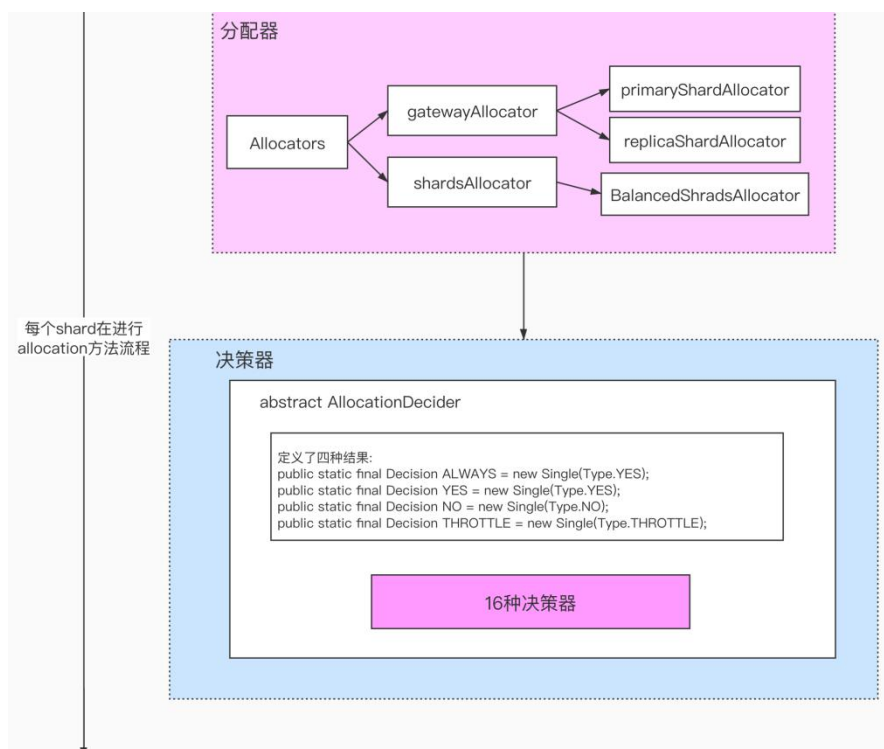 分配器
primaryShardAllocator
gatewayAllocator
Allocators
replicaShardAllocator
shardsAllocator
BalancedShradsAllocator
每个shard在进行
allocation方法流程
决策器
abstract AllocationDecider
定义了四种结果:
public static final Decision ALWAYS = new Single(Type.YES);
public static final Decision YES = new Single(Type.YES);
public static final Decision NO = new Single(Type.NO);
public static final Decision THROTTLE = new Single(Type.THROTTLE);
16种决策器